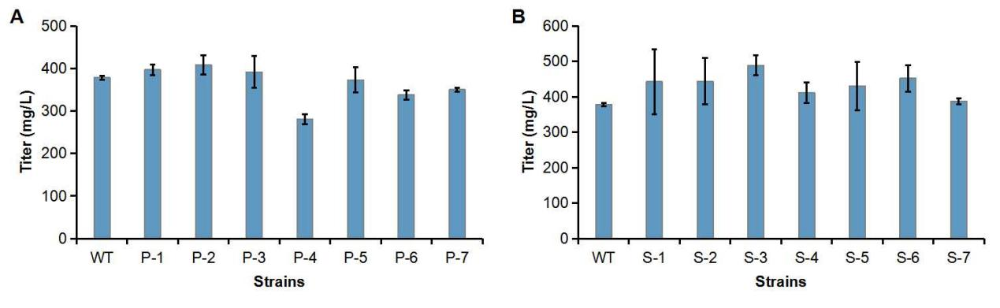 A
500
400
300
200
100
0
Titer (mg/L)
WT P-1 P-2 P-3 P-4 P-5 P-6 P-7
Strains
B
600
500
400
300
200
100
0
Titer (mg/L)
WT S-1 S-2 S-3 S-4 S-5 S-6 S-7
Strains